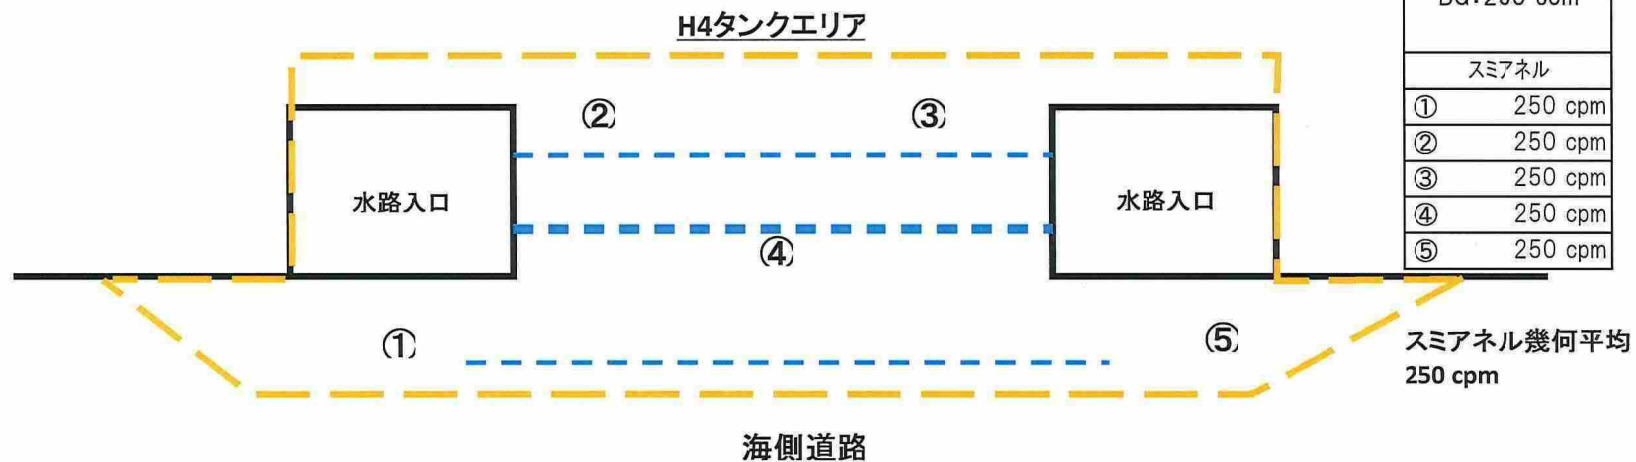 H4タンクエリア
②
③
水路入口
水路入口
④
①
⑤
海側道路
スミアネル
① 250 cpm
② 250 cpm
③ 250 cpm
④ 250 cpm
⑤ 250 cpm
スミアネル幾何平均
250 cpm